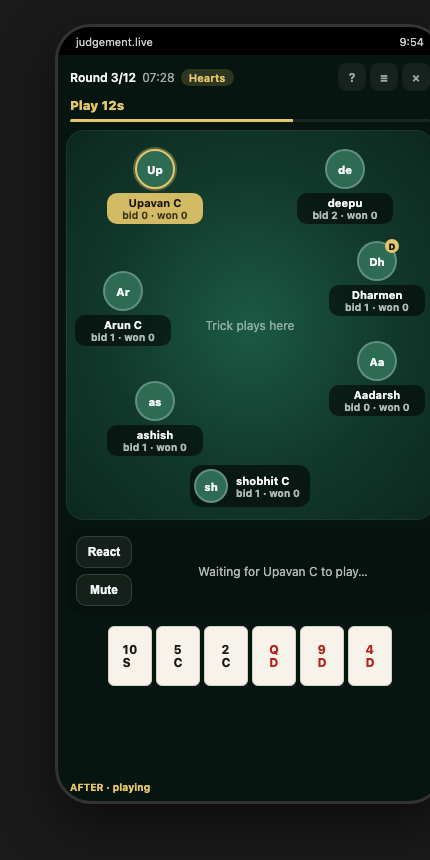 judgement.live 9:54
Round 3/12 07:28 Hearts ? ≡ ×
Play 12s
Up
Upavan C
bid 0 · won 0
de
deepu
bid 2 · won 0
D
Dh
Dharmen
bid 1 · won 0
Ar
Arun C
bid 1 · won 0
Trick plays here
Aa
Aadarsh
bid 0 · won 0
as
ashish
bid 1 · won 0
sh
shobhit C
bid 1 · won 0
React
Mute
Waiting for Upavan C to play...
10 5 2 Q 9 4
S C C D D D
AFTER · playing